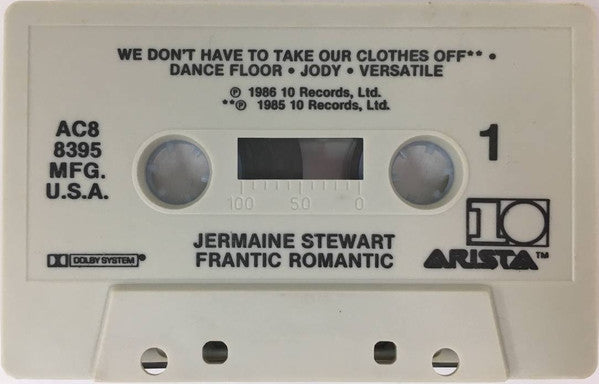 WE DON'T HAVE TO TAKE OUR CLOTHES OFF** •
DANCE FLOOR • JODY • VERSATILE
℗ 1986 10 Records, Ltd.
**℗ 1985 10 Records, Ltd.
AC8
8395
MFG.
U.S.A.
1
100 50 0
10
JERMAINE STEWART
FRANTIC ROMANTIC
DOLBY SYSTEM®
ARISTA™